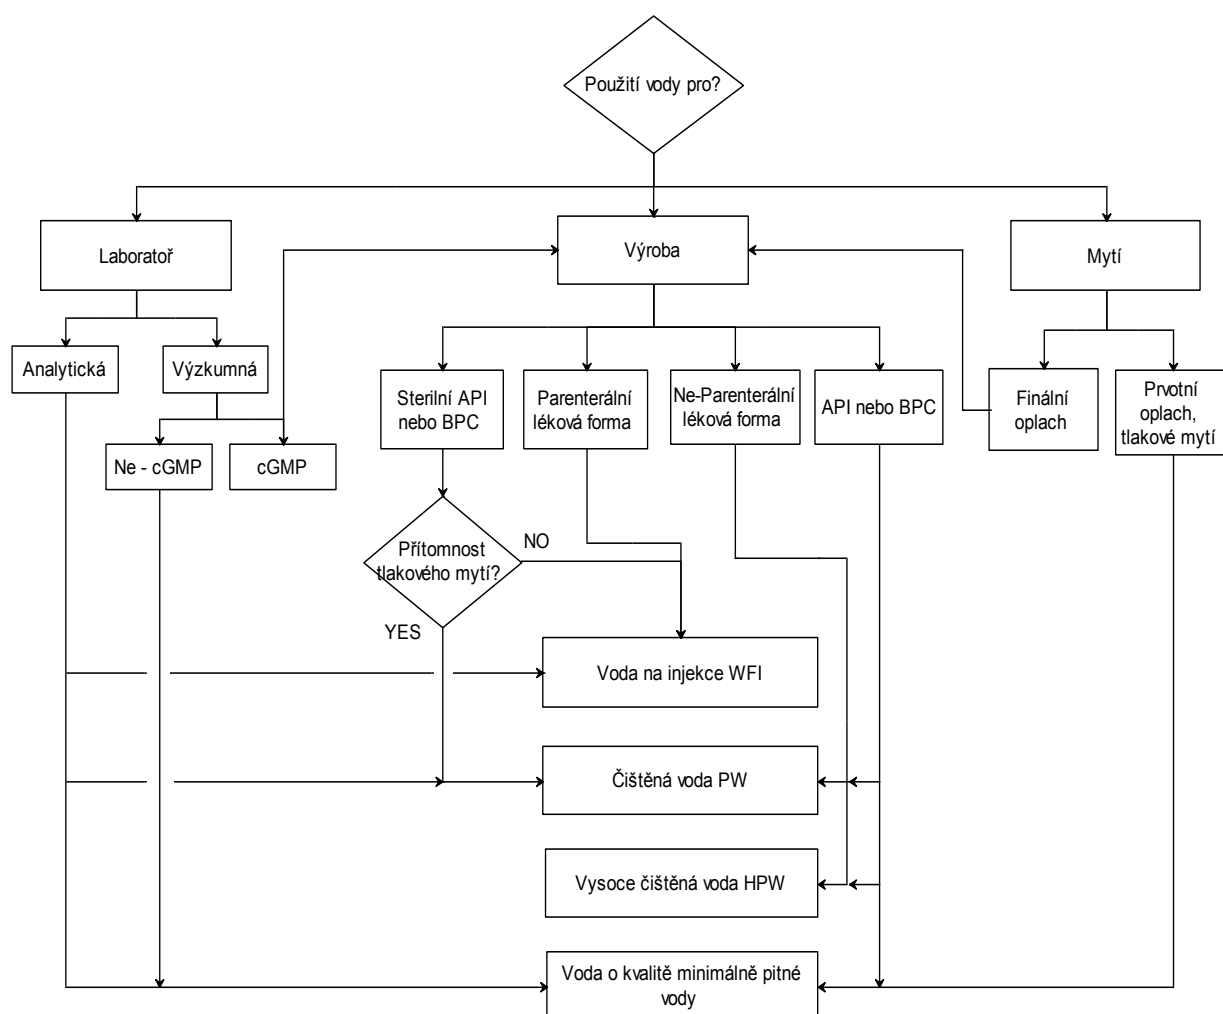 Použití vody pro?
Laboratoř
Výroba
Mytí
Analytická
Výzkumná
Sterilní API
nebo BPC
Parenterální
léková forma
Ne-Parenterální
léková forma
API nebo BPC
Finální
oplach
Prvotní
oplach,
tlakové mytí
Ne - cGMP
cGMP
Přítomnost
tlakového mytí?
NO
YES
Voda na injekce WFI
Čištěná voda PW
Vysoce čištěná voda HPW
Voda o kvalitě minimálně pitné
vody